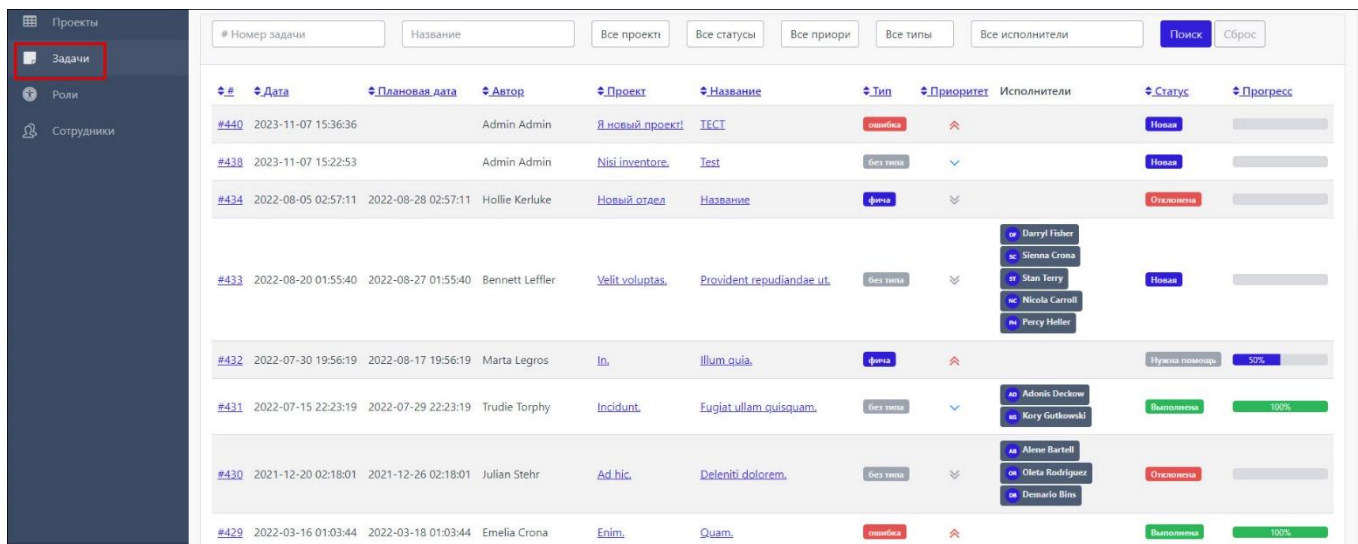 Проекты
Задачи
Роли
Сотрудники
# Номер задачи Название Все проекты Все статусы Все приори Все типы Все исполнители Поиск Сброс
# Дата Плановая дата Автор Проект Название Тип Приоритет Исполнители Статус Прогресс
#440 2023-11-07 15:36:36 Admin Admin Я новый проект! ТЕСТ ошибка Новая
#438 2023-11-07 15:22:53 Admin Admin Nisi inventore. Test без типа Новая
#434 2022-08-05 02:57:11 2022-08-28 02:57:11 Hollie Kerluke Новый отдел Название фича Отклонена
DF Darryl Fisher
SC Sienna Crona
#433 2022-08-20 01:55:40 2022-08-27 01:55:40 Bennett Leffler Velit voluptas. Provident repudiandae ut. без типа ST Stan Terry Новая
NC Nicola Carroll
PH Percy Heller
#432 2022-07-30 19:56:19 2022-08-17 19:56:19 Marta Legros In. Illum quia. фича Нужна помощь 50%
AD Adonis Deckow
#431 2022-07-15 22:23:19 2022-07-29 22:23:19 Trudie Torphy Incidunt. Fugiat ullam quisquam. без типа Выполнена 100%
KG Kory Gutkowski
AB Alene Bartell
#430 2021-12-20 02:18:01 2021-12-26 02:18:01 Julian Stehr Ad hic. Deleniti dolorem. без типа OR Oleta Rodriguez Отклонена
DB Demario Bins
#429 2022-03-16 01:03:44 2022-03-18 01:03:44 Emelia Crona Enim. Quam. ошибка Выполнена 100%